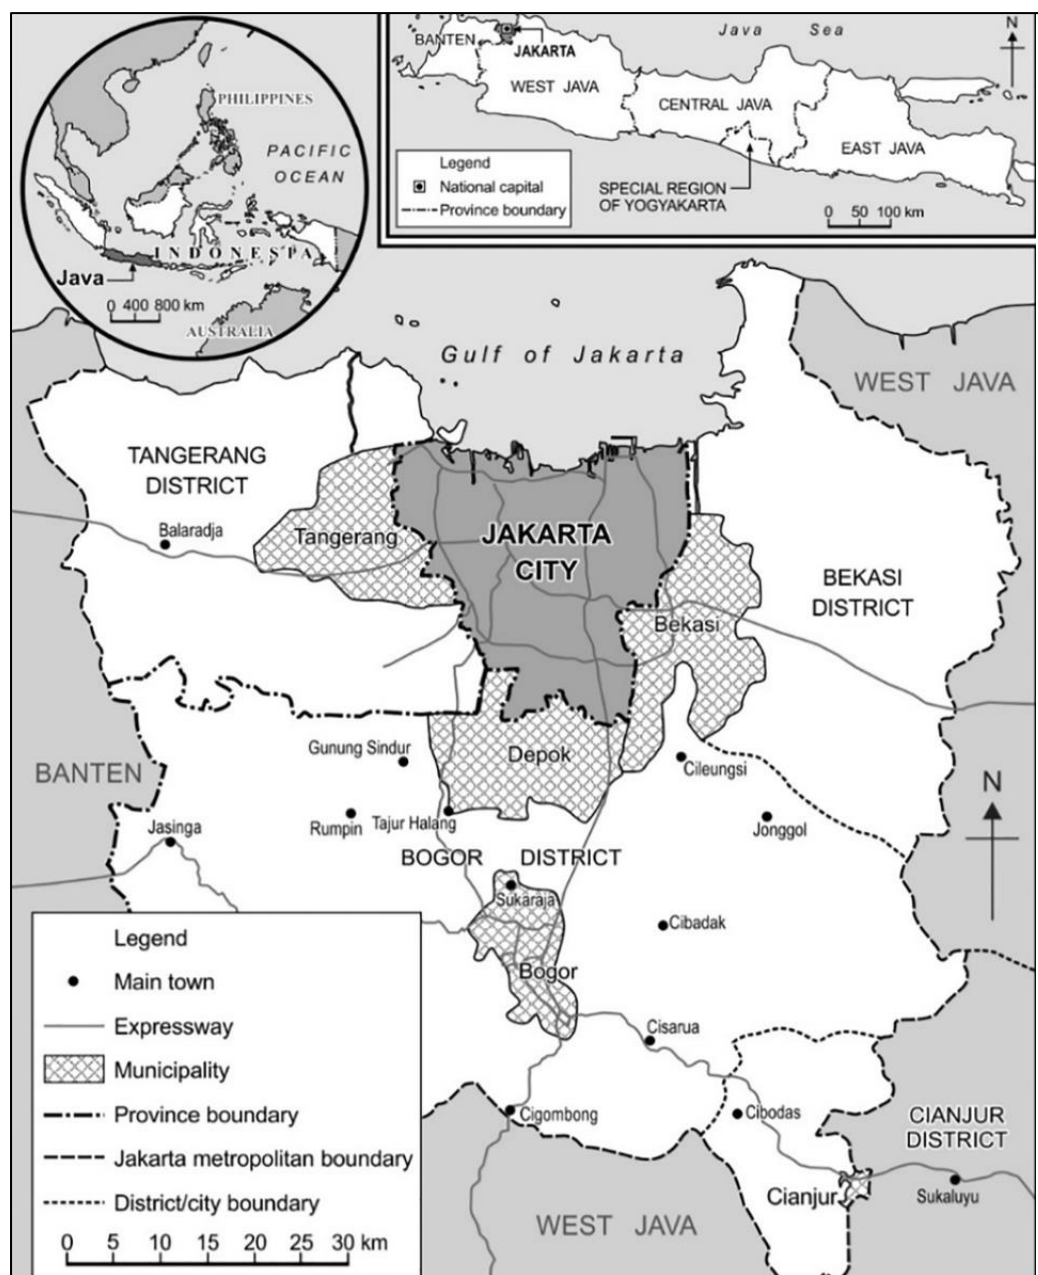 PHILIPPINES
PACIFIC
OCEAN
INDONESIA
Java
0 400 800 km
AUSTRALIA
Java Sea
N
BANTEN
JAKARTA
WEST JAVA
CENTRAL JAVA
EAST JAVA
Legend
National capital
Province boundary
SPECIAL REGION
OF YOGYAKARTA
0 50 100 km
Gulf of Jakarta
WEST JAVA
TANGERANG
DISTRICT
Balaradja
Tangerang
JAKARTA
CITY
BEKASI
DISTRICT
Bekasi
Gunung Sindur
Depok
Cileungsi
BANTEN
N
Rumpin
Tajur Halang
Jonggol
Jasinga
BOGOR DISTRICT
Sukaraja
Cibadak
Bogor
Cisarua
Cigombong
Cibodas
CIANJUR
DISTRICT
Cianjur
Sukaluyu
WEST JAVA
Legend
Main town
Expressway
Municipality
Province boundary
Jakarta metropolitan boundary
District/city boundary
0 5 10 15 20 25 30 km